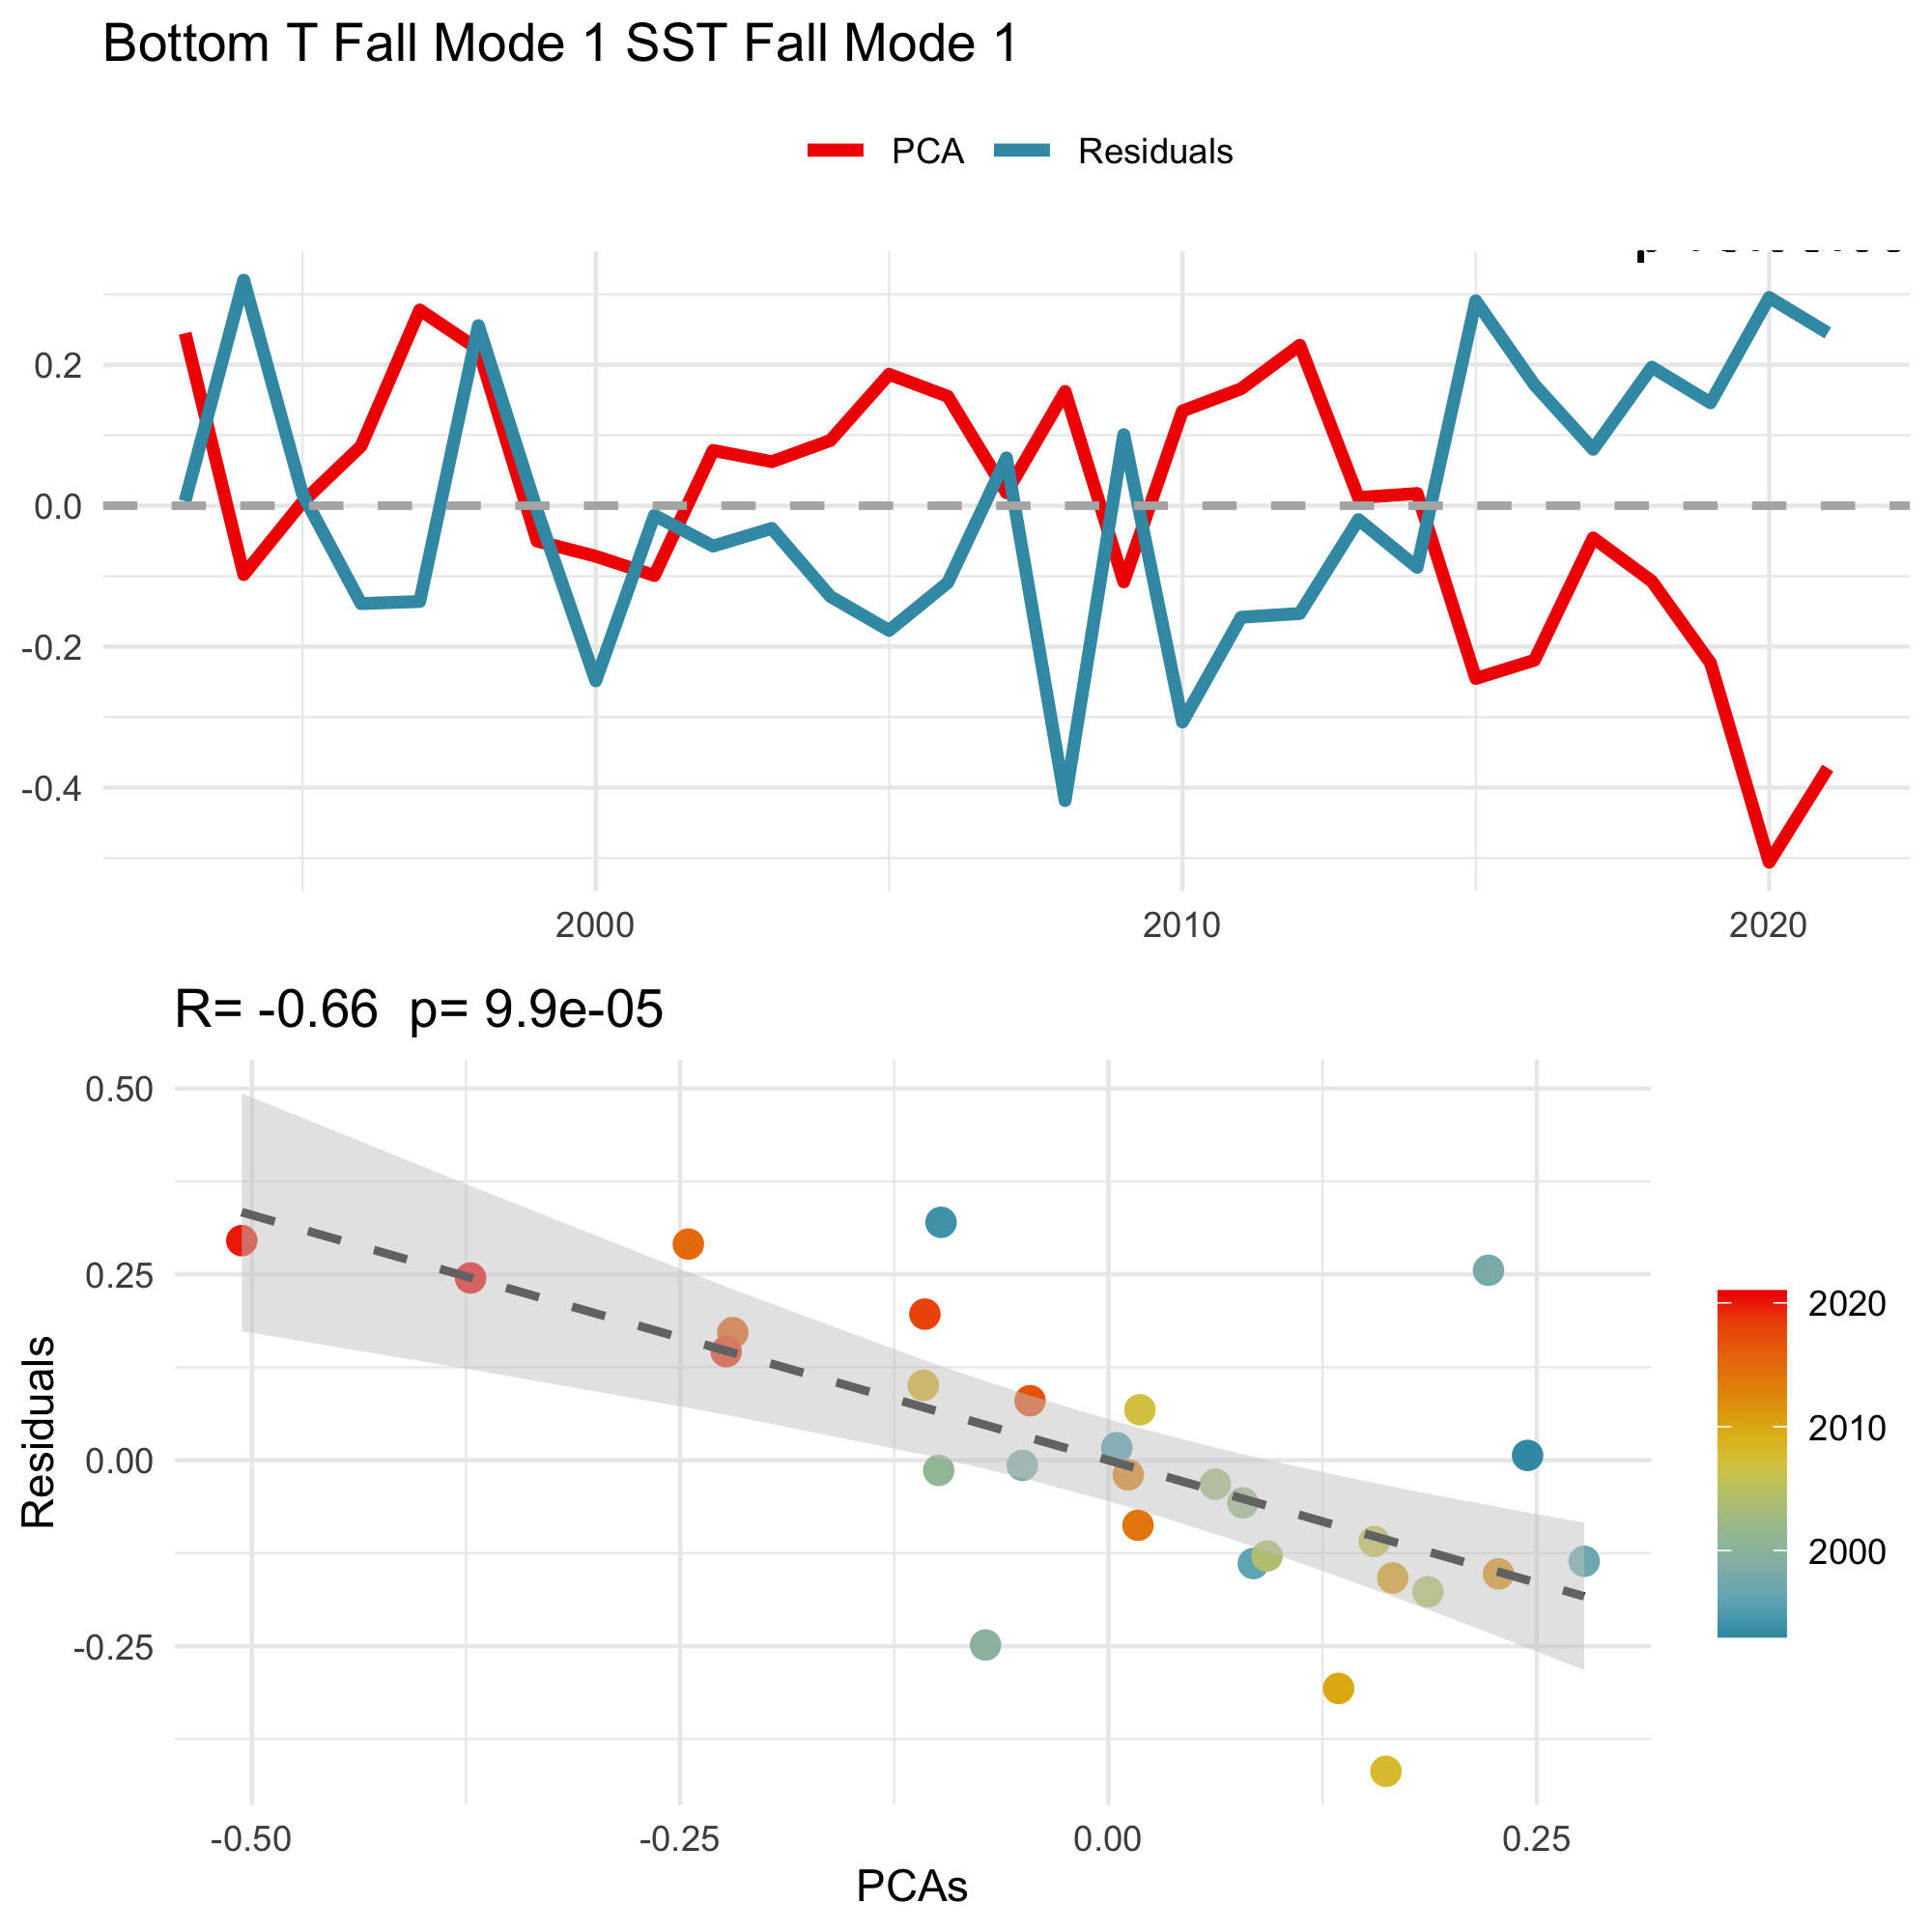 Bottom T Fall Mode 1 SST Fall Mode 1
PCA Residuals
0.2
0.0
-0.2
-0.4
2000 2010 2020
R= -0.66 p= 9.9e-05
Residuals
0.50
0.25
0.00
-0.25
-0.50 -0.25 0.00 0.25
PCAs
2020
2010
2000